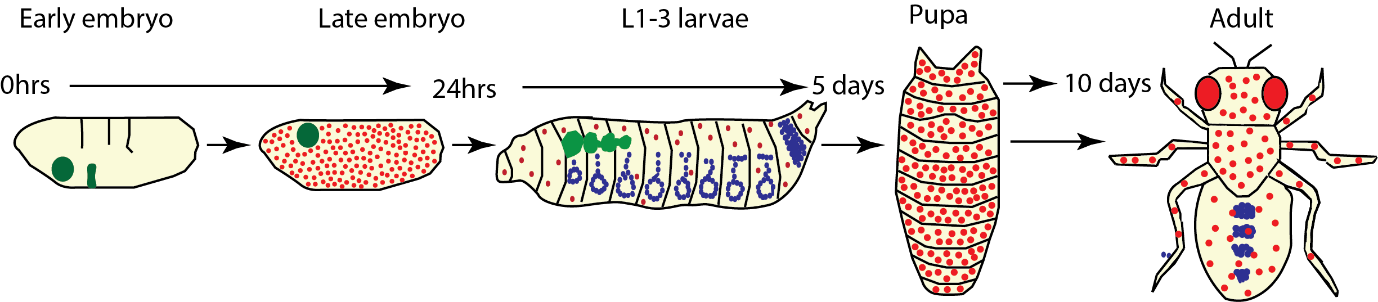 Early embryo
Late embryo
L1-3 larvae
Pupa
Adult
0hrs
24hrs
5 days
10 days